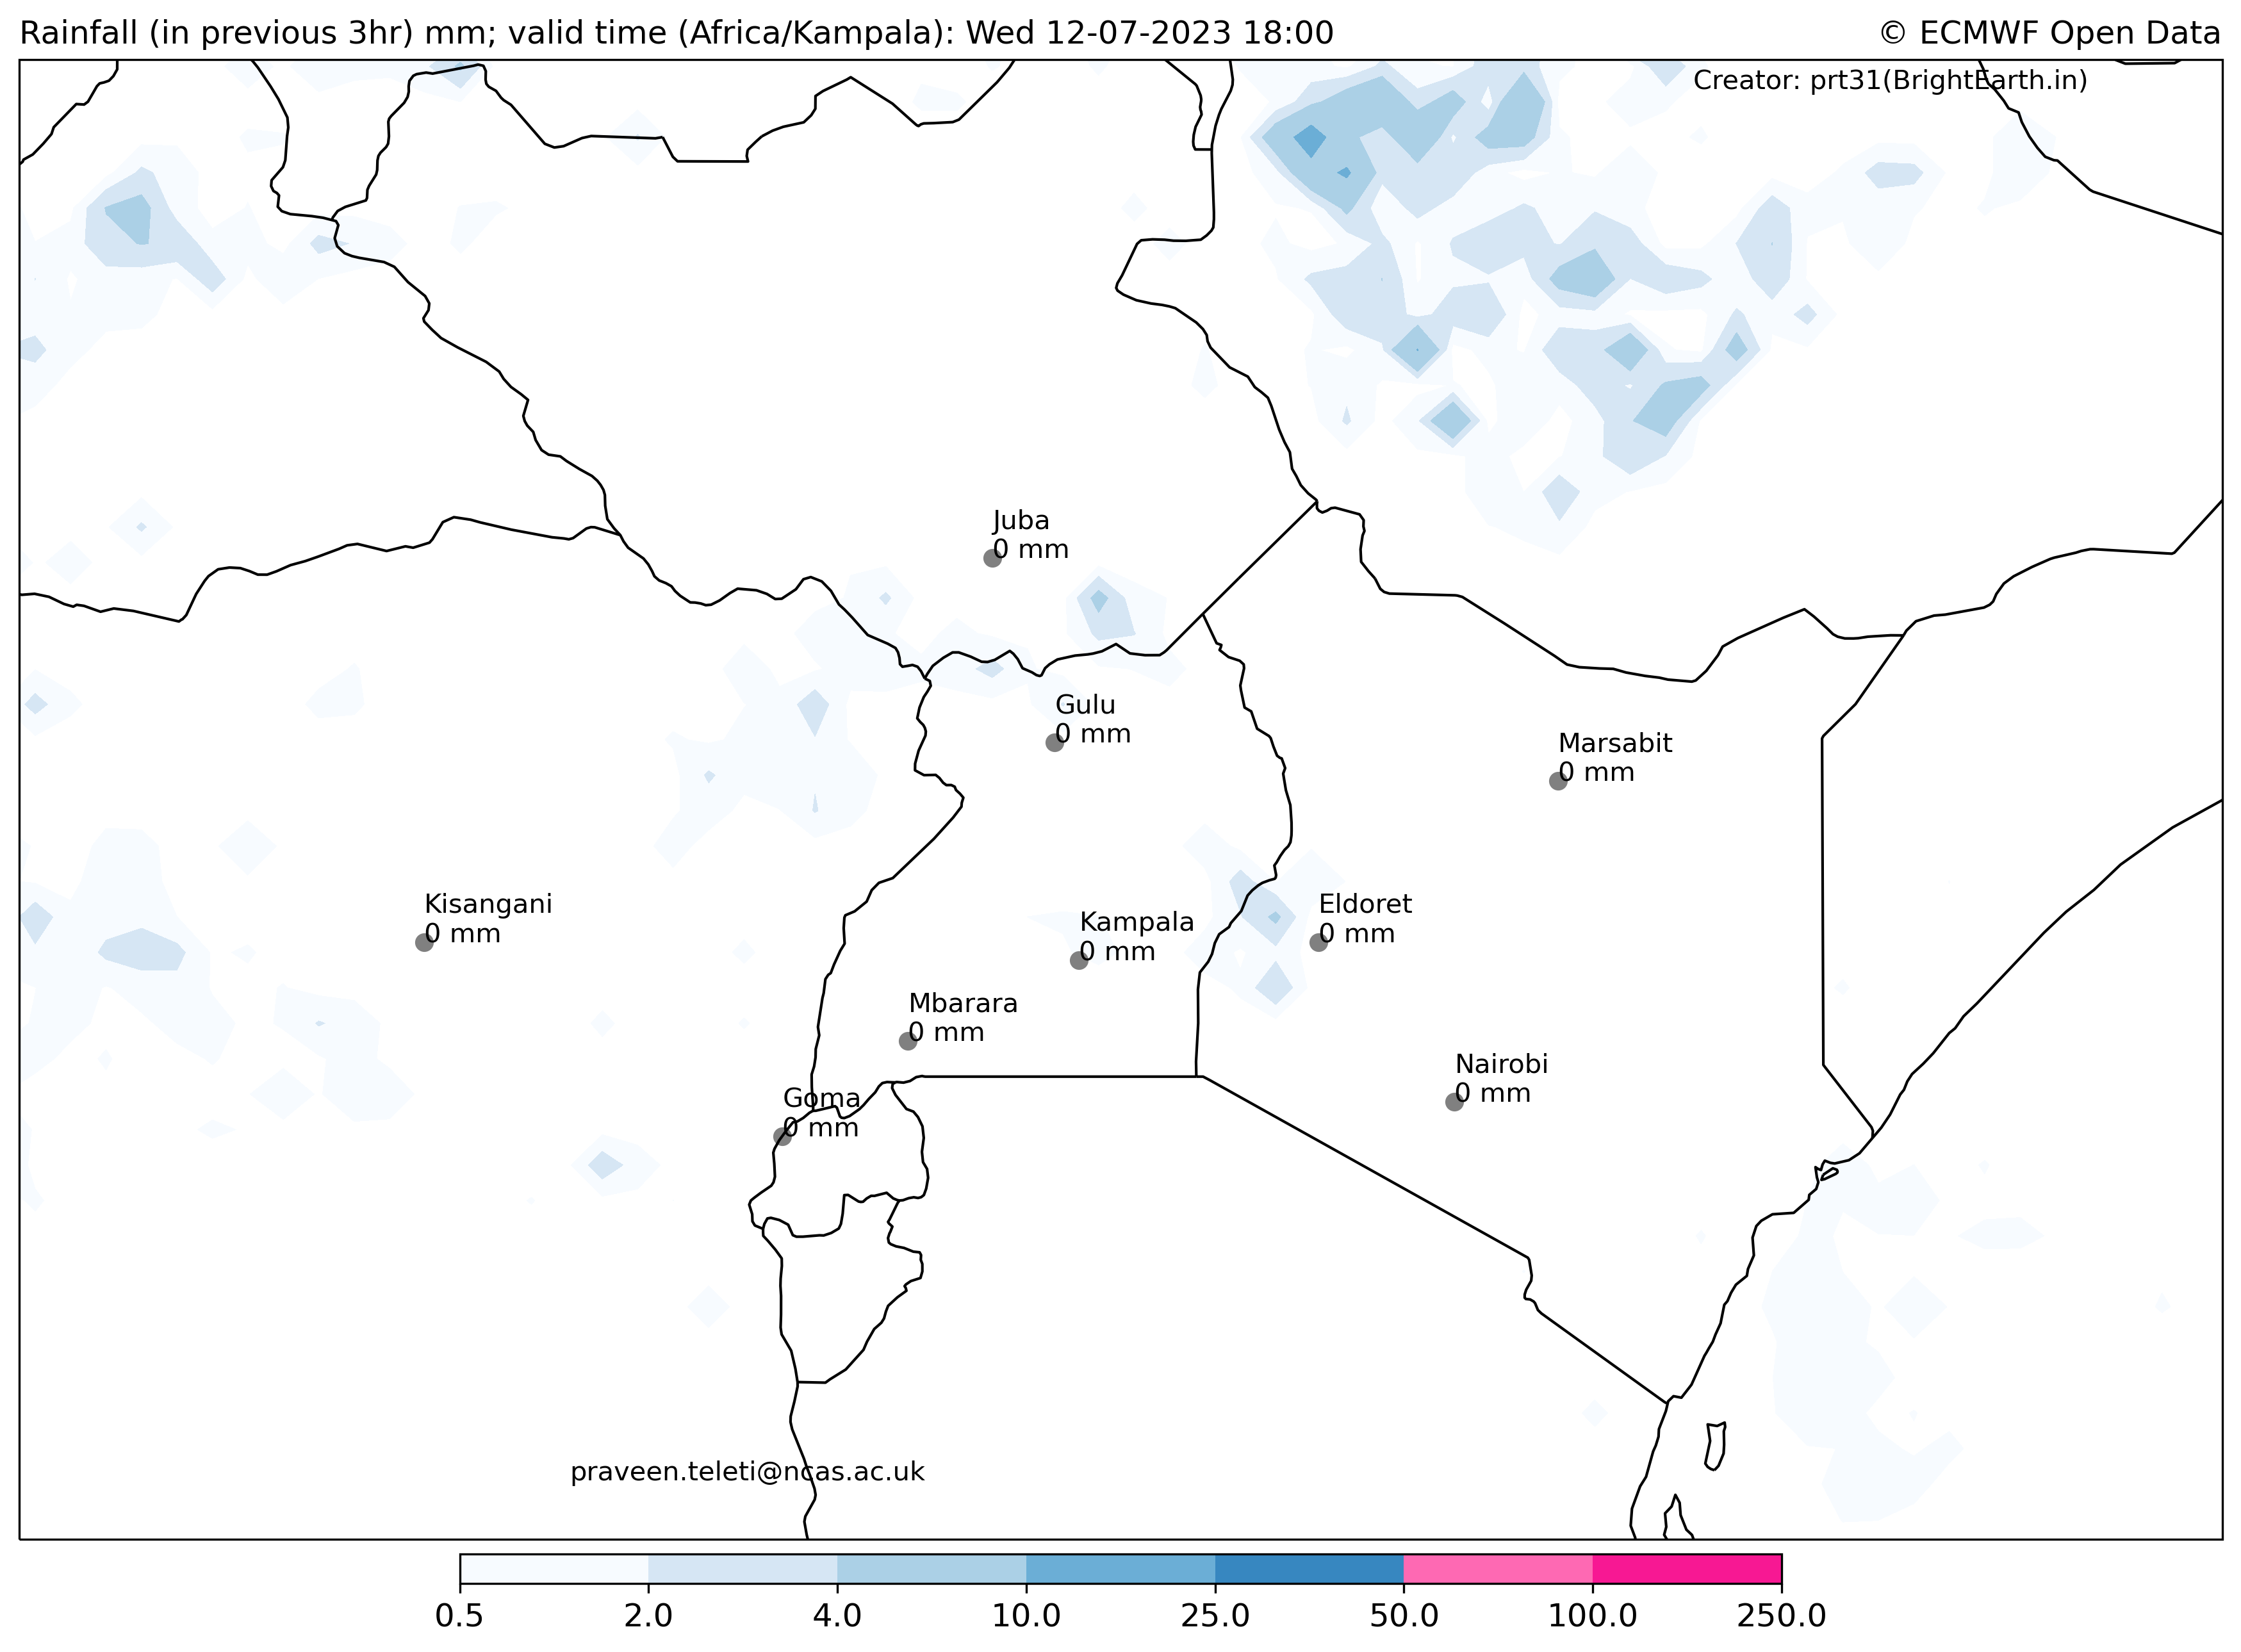 Rainfall (in previous 3hr) mm; valid time (Africa/Kampala): Wed 12-07-2023 18:00
© ECMWF Open Data
Creator: prt31(BrightEarth.in)
Juba
0 mm
Gulu
0 mm
Marsabit
0 mm
Kisangani
0 mm
Kampala
0 mm
Eldoret
0 mm
Mbarara
0 mm
Nairobi
0 mm
Goma
0 mm
praveen.teleti@ncas.ac.uk
0.5 2.0 4.0 10.0 25.0 50.0 100.0 250.0